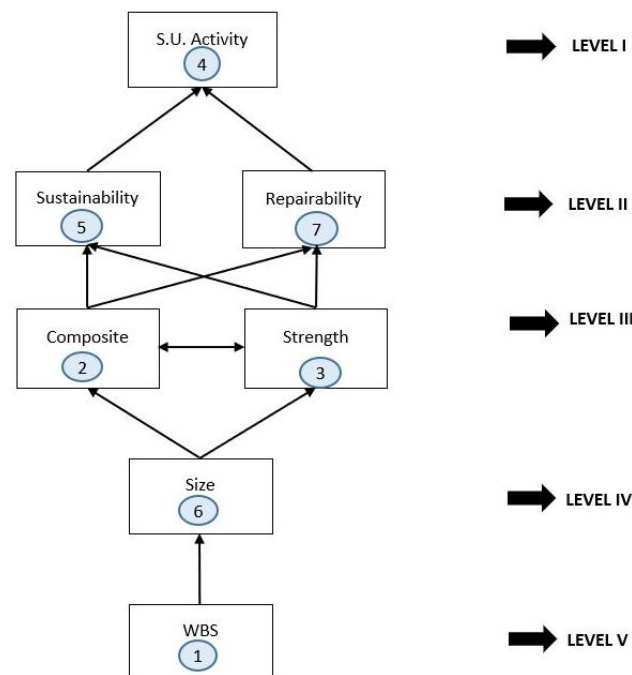 S.U. Activity
4
LEVEL I
Sustainability
5
Repairability
7
LEVEL II
Composite
2
Strength
3
LEVEL III
Size
6
LEVEL IV
WBS
1
LEVEL V